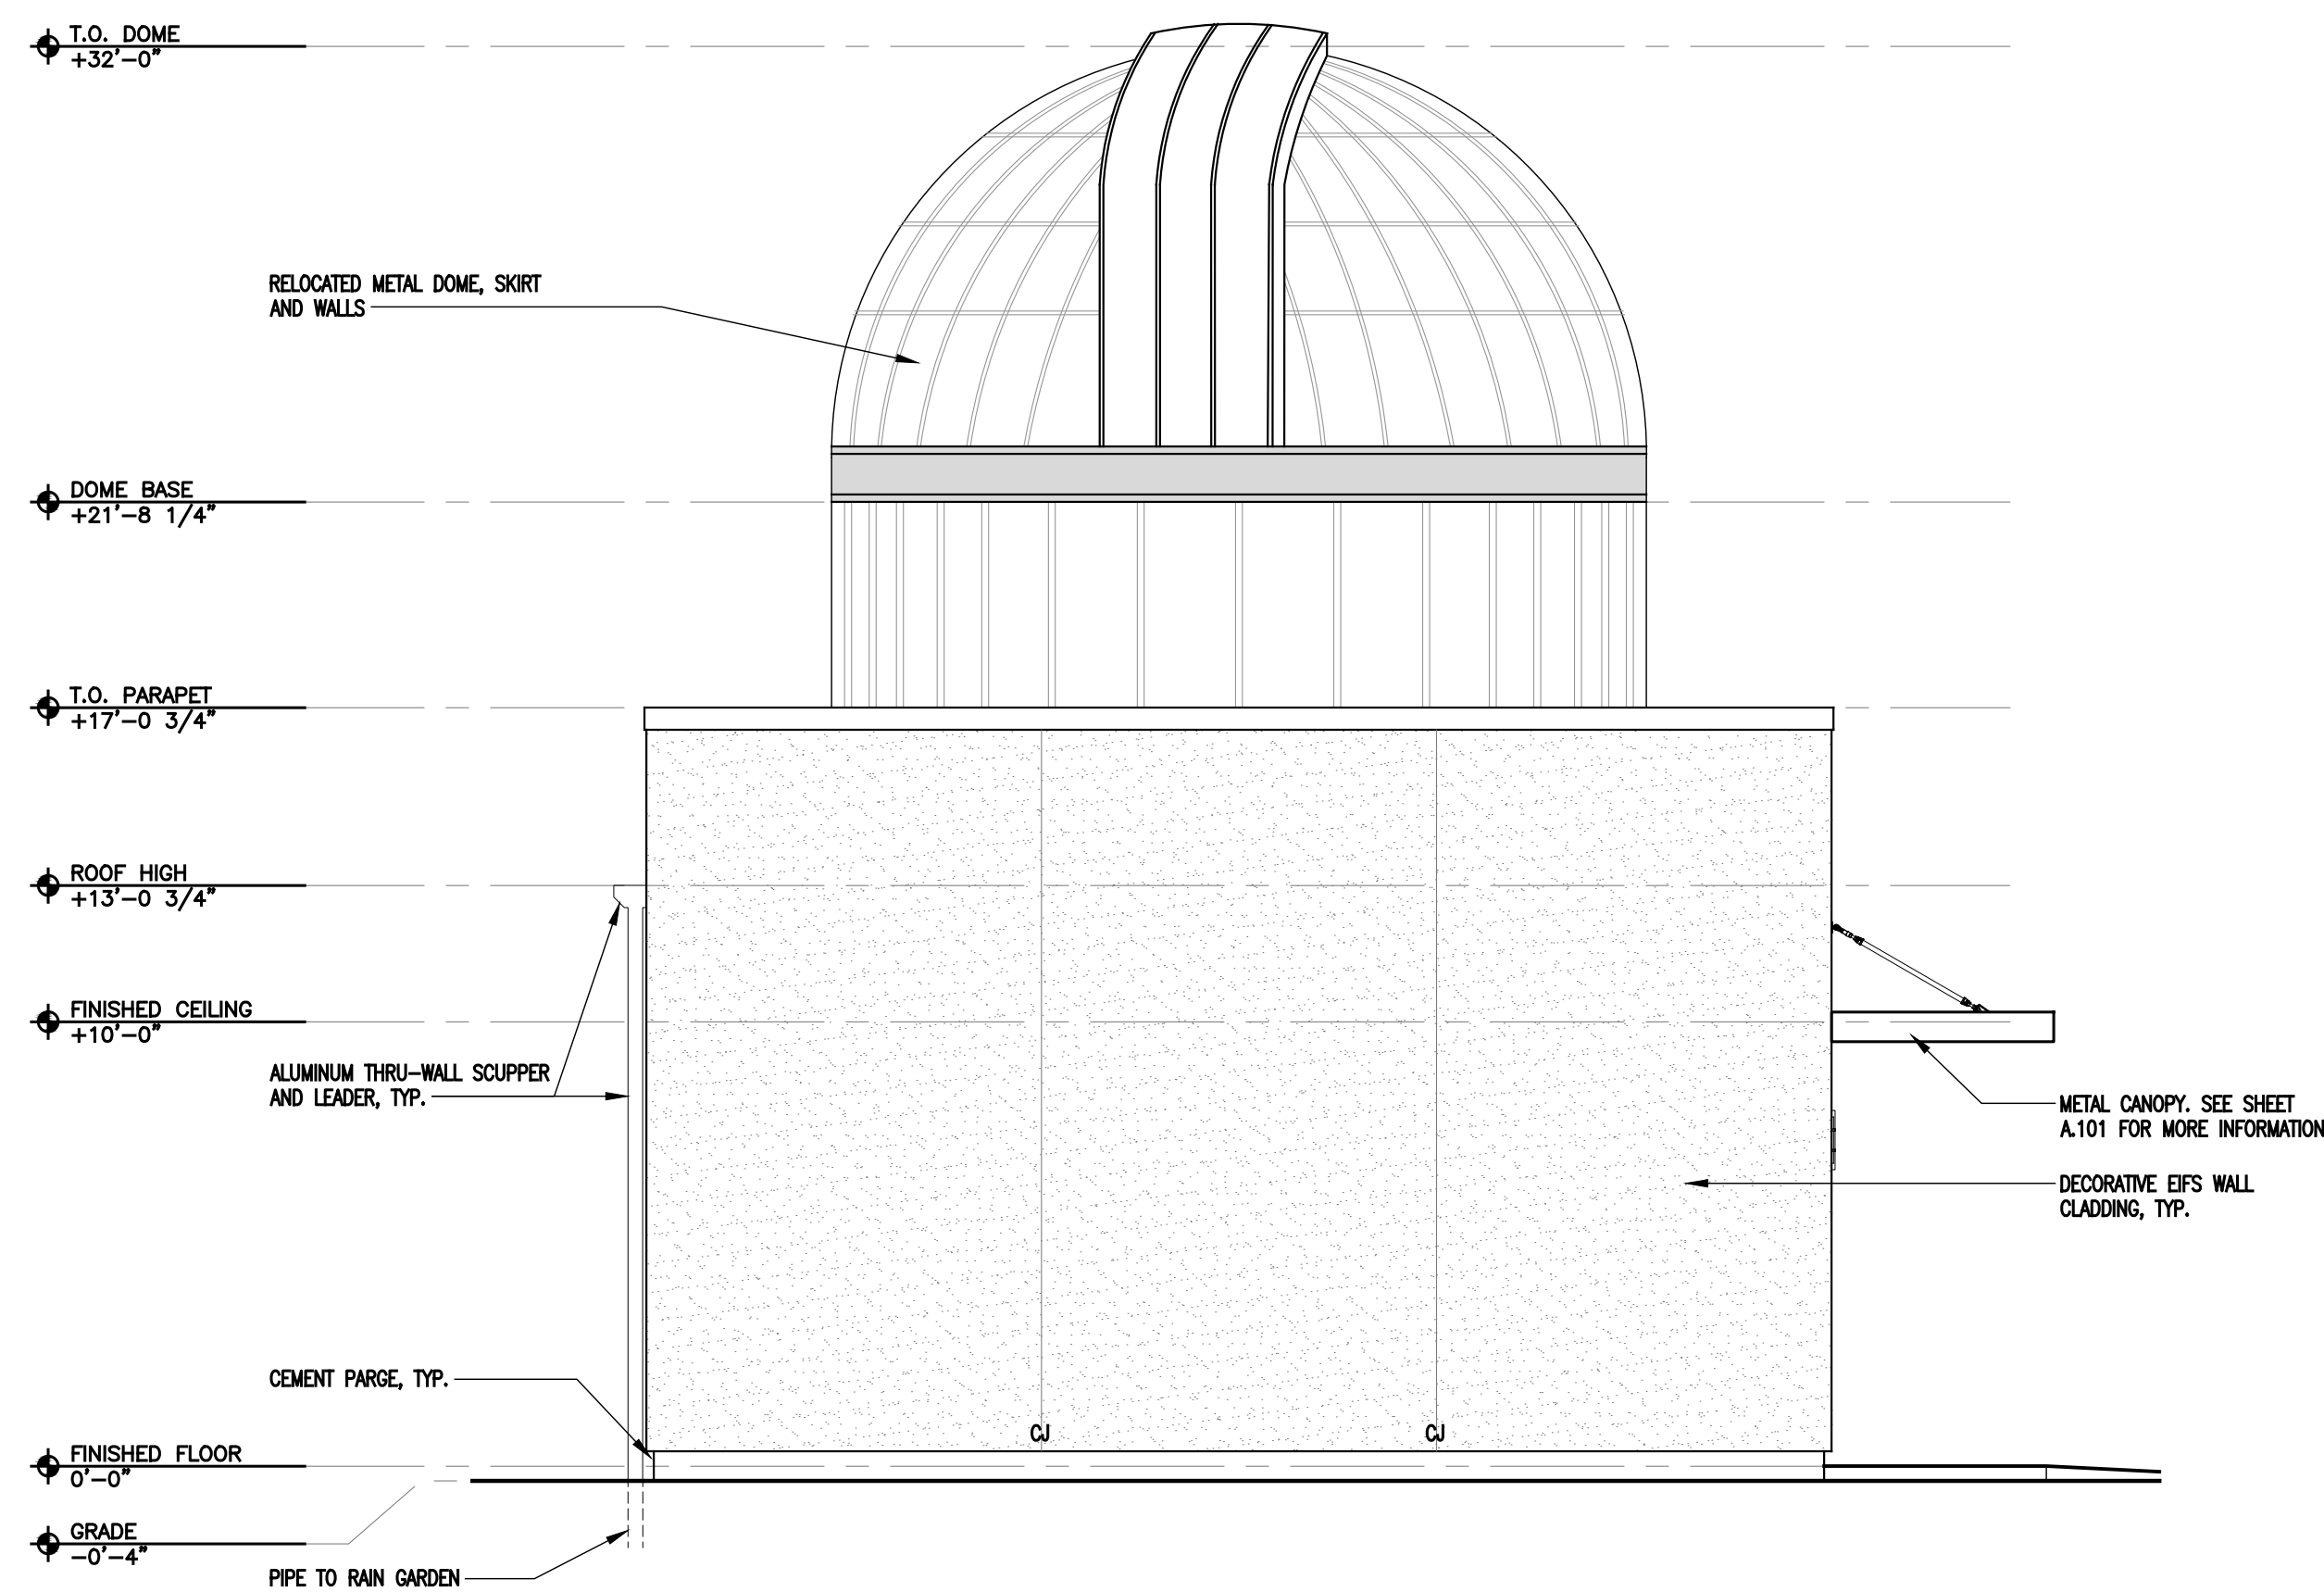 T.O. DOME
+32'-0"
RELOCATED METAL DOME, SKIRT
AND WALLS
DOME BASE
+21'-8 1/4"
T.O. PARAPET
+17'-0 3/4"
ROOF HIGH
+13'-0 3/4"
FINISHED CEILING
+10'-0"
ALUMINUM THRU-WALL SCUPPER
AND LEADER, TYP.
METAL CANOPY. SEE SHEET
A.101 FOR MORE INFORMATION
DECORATIVE EIFS WALL
CLADDING, TYP.
CEMENT PARGE, TYP.
CJ
CJ
FINISHED FLOOR
0'-0"
GRADE
-0'-4"
PIPE TO RAIN GARDEN